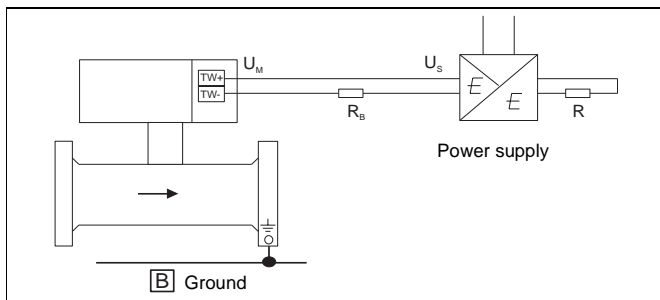 TW+
TW-
U_M
U_S
R_B
R
E
E
Power supply
B Ground